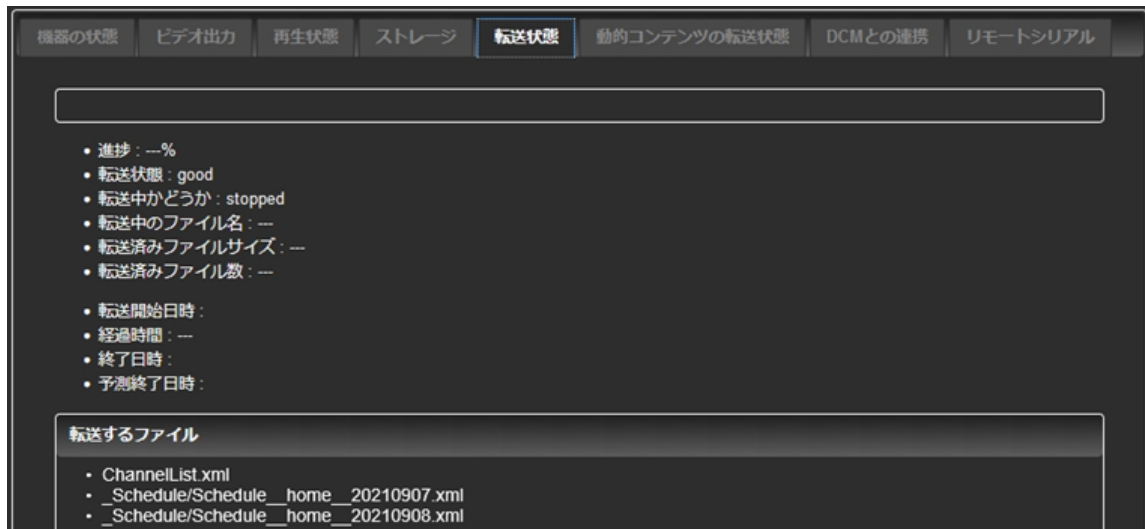 機器の状態 ビデオ出力 再生状態 ストレージ 転送状態 動的コンテンツの転送状態 DCMとの連携 リモートシリアル
• 進捗 : ---%
• 転送状態 : good
• 転送中かどうか : stopped
• 転送中のファイル名 : ---
• 転送済みファイルサイズ : ---
• 転送済みファイル数 : ---
• 転送開始日時 :
• 経過時間 : ---
• 終了日時 :
• 予測終了日時 :
転送するファイル
• ChannelList.xml
• _Schedule/Schedule__home__20210907.xml
• _Schedule/Schedule__home__20210908.xml